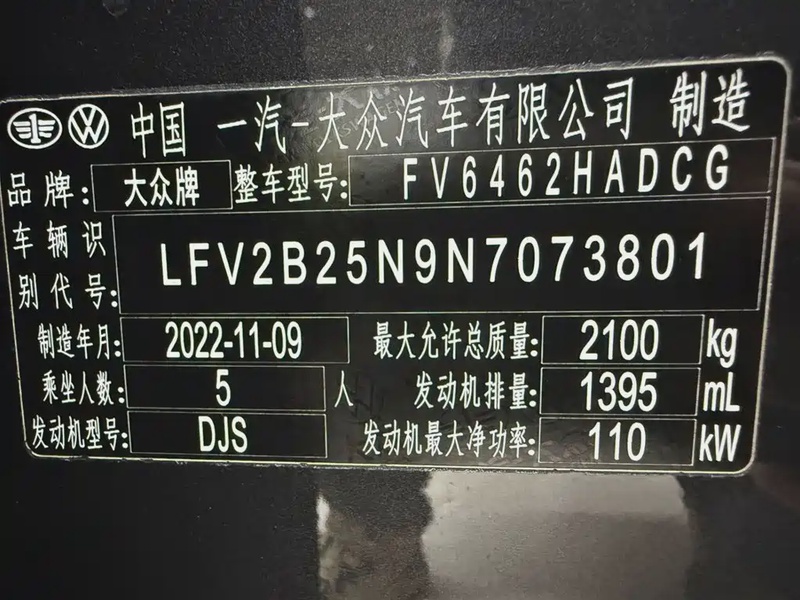 中国 一汽-大众汽车有限公司 制造
品牌: 大众牌 整车型号: FV6462HADCG
车辆识别代号: LFV2B25N9N7073801
制造年月: 2022-11-09 最大允许总质量: 2100 kg
乘坐人数: 5 人 发动机排量: 1395 mL
发动机型号: DJS 发动机最大净功率: 110 kW